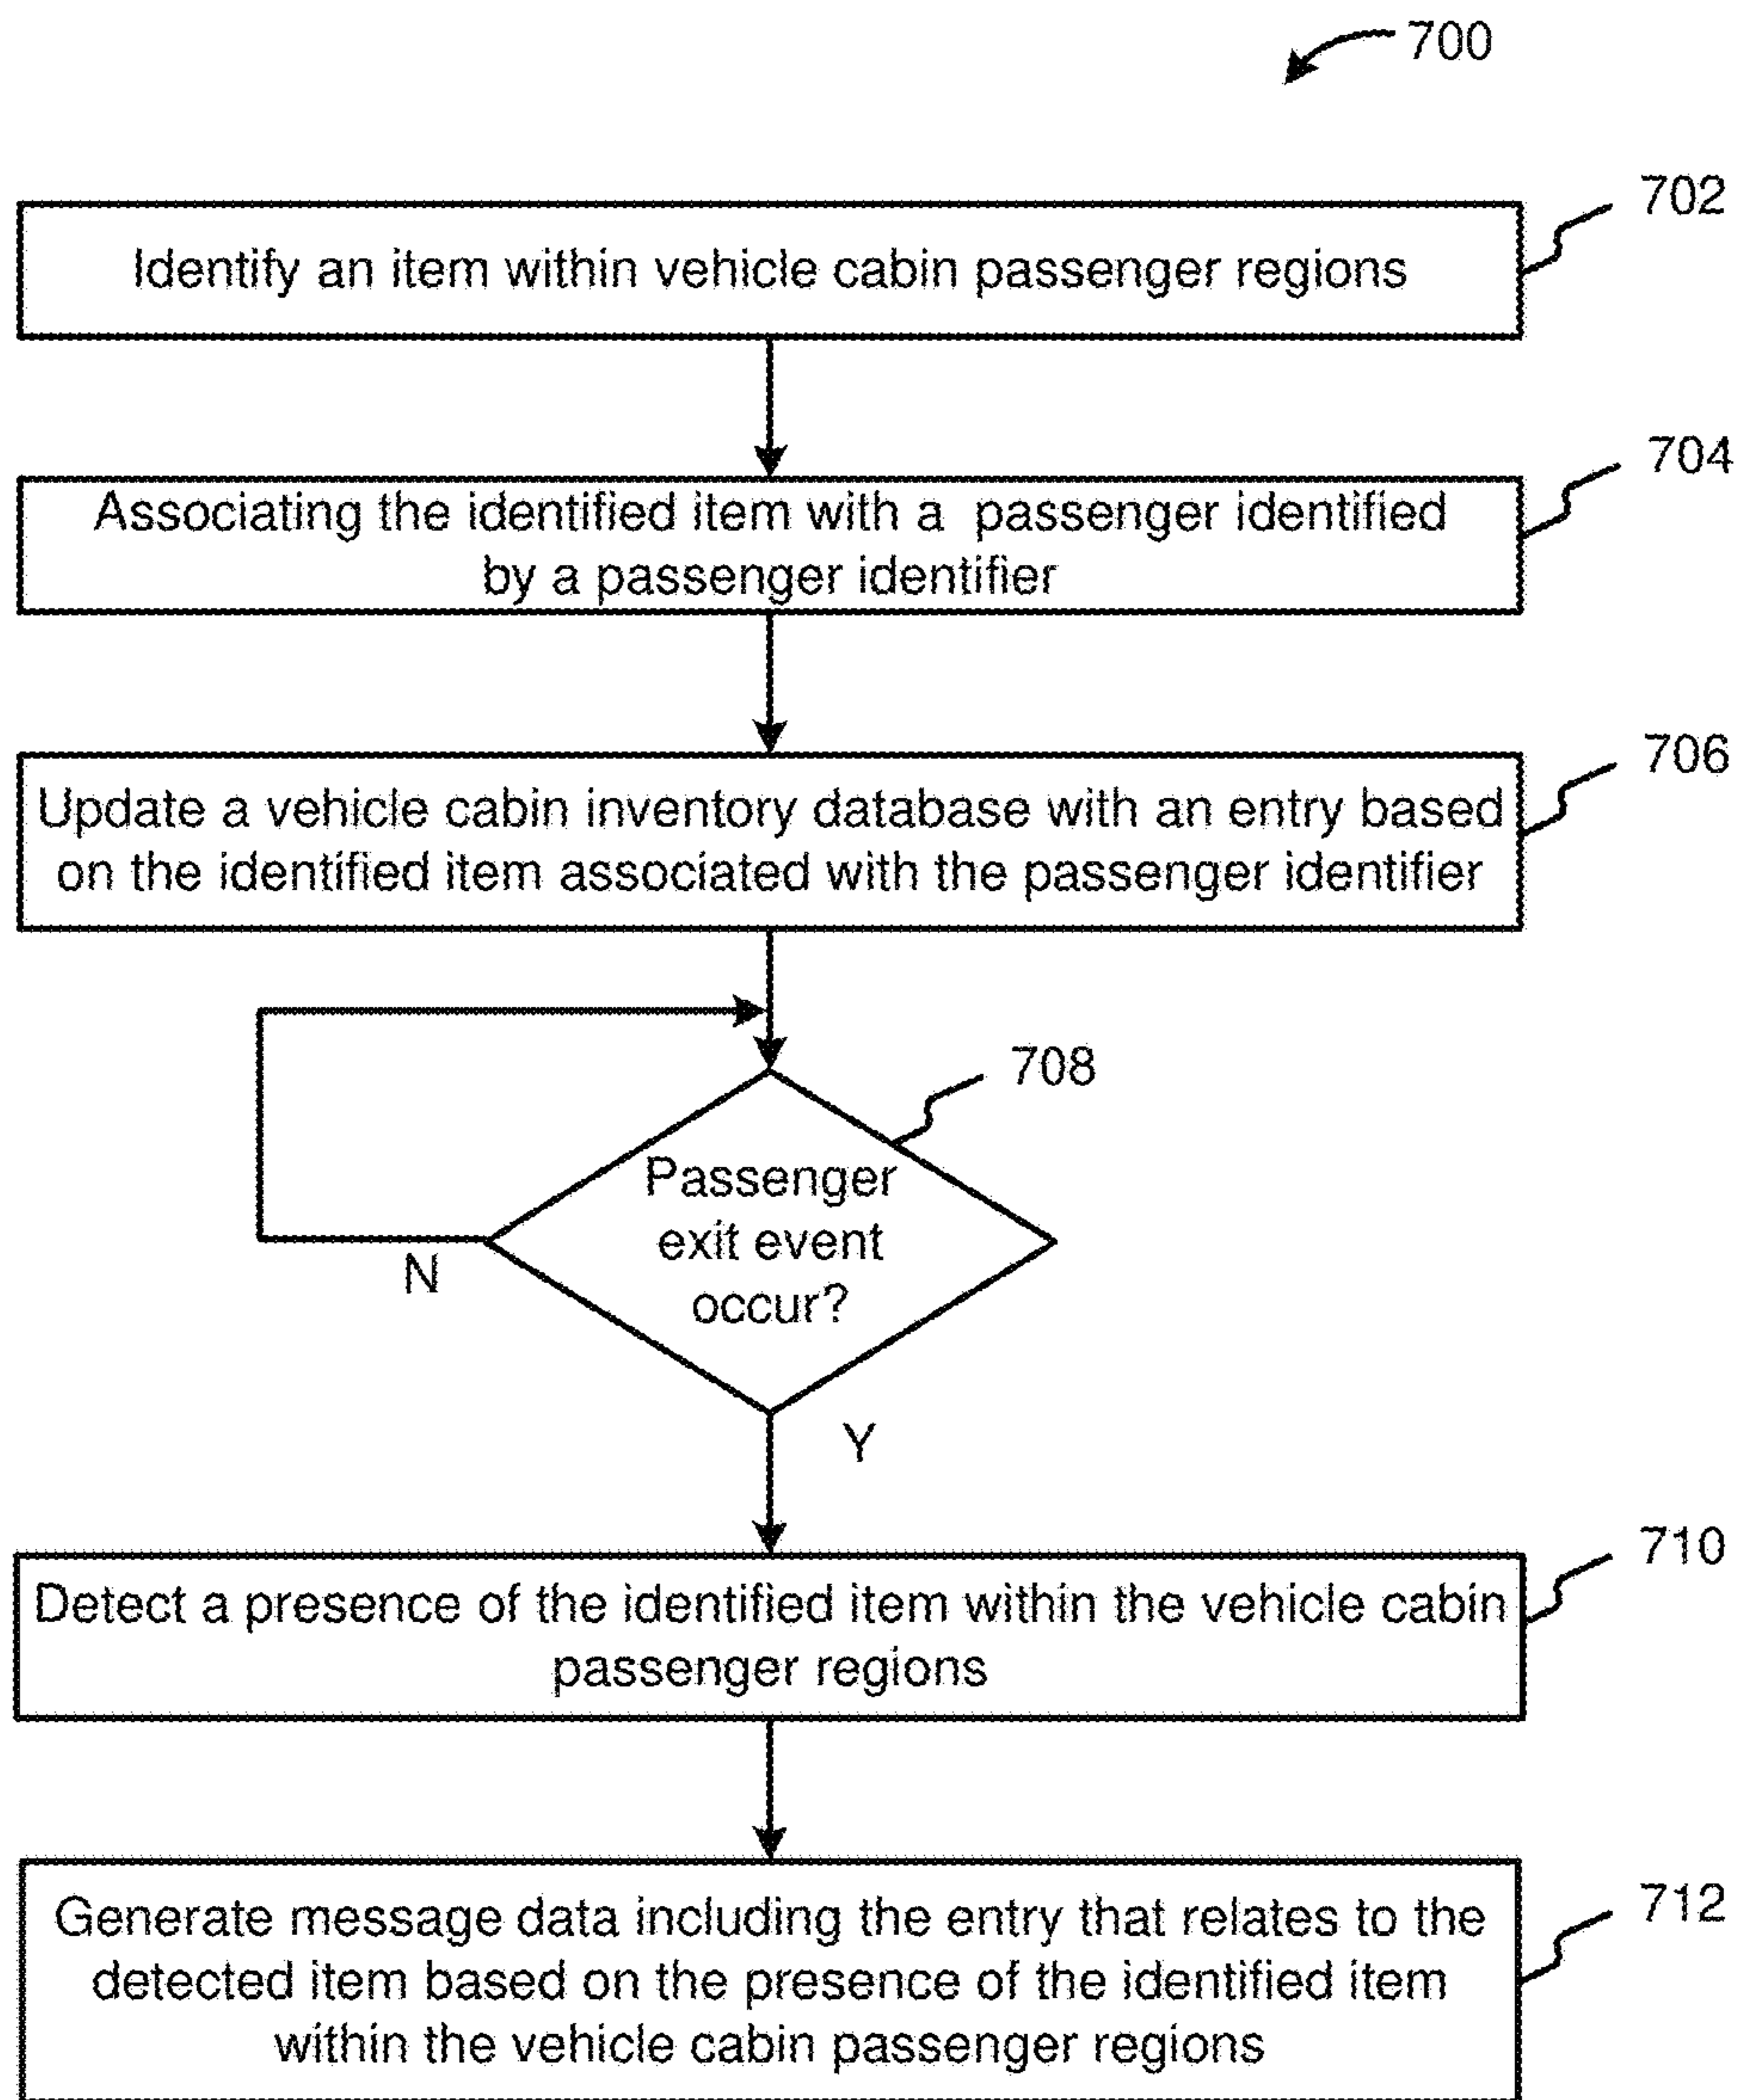 700
702
Identify an item within vehicle cabin passenger regions
704
Associating the identified item with a passenger identified
by a passenger identifier
706
Update a vehicle cabin inventory database with an entry based
on the identified item associated with the passenger identifier
708
Passenger
exit event
occur?
N
Y
710
Detect a presence of the identified item within the vehicle cabin
passenger regions
712
Generate message data including the entry that relates to the
detected item based on the presence of the identified item
within the vehicle cabin passenger regions